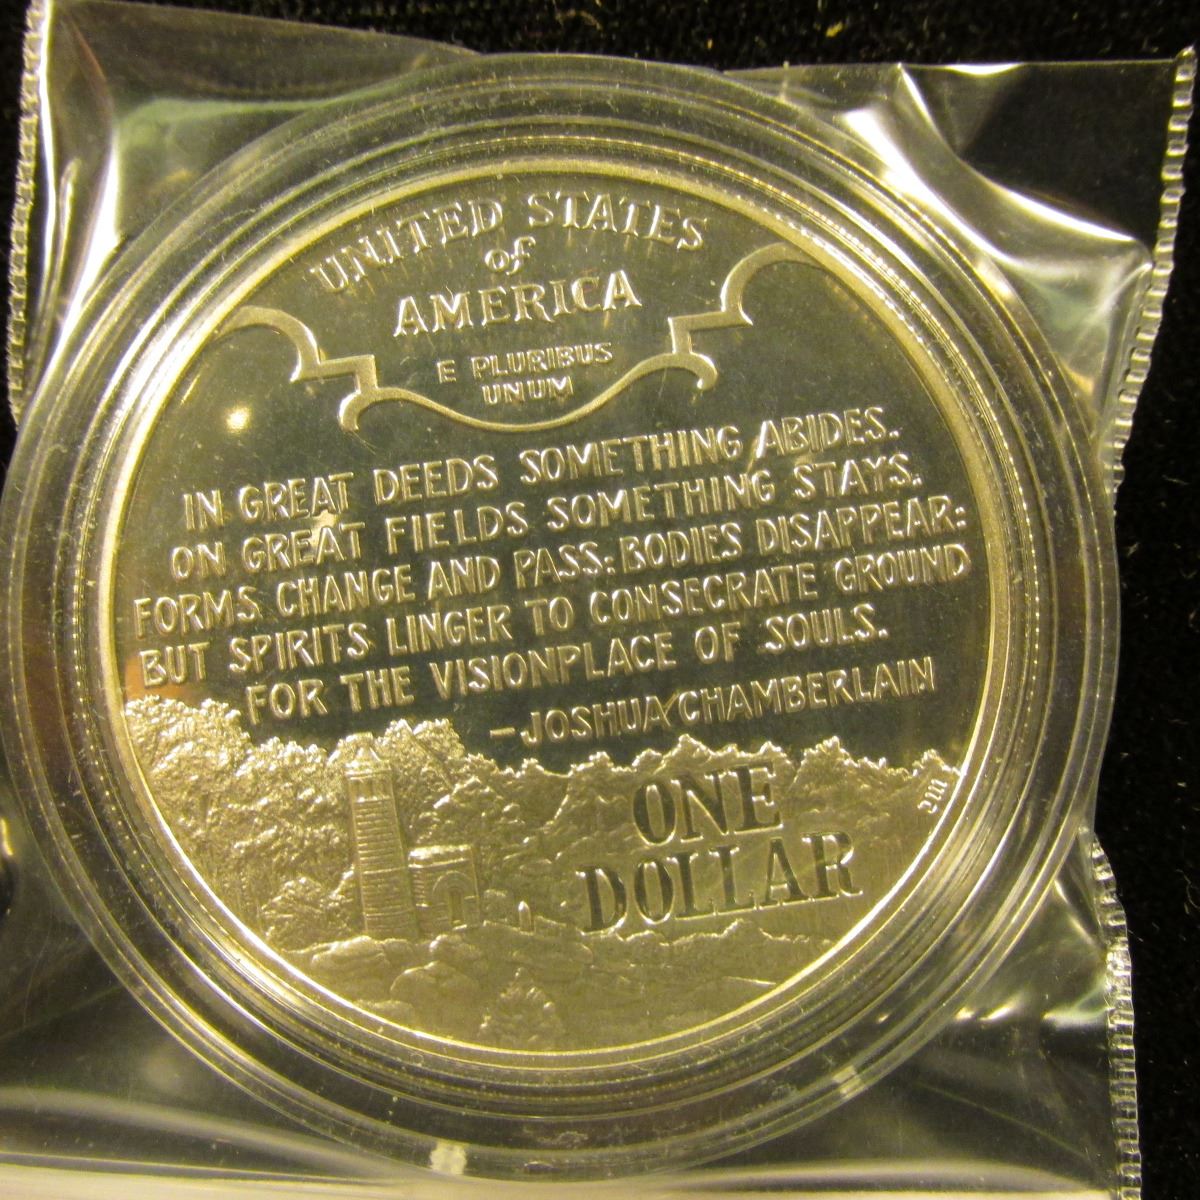 UNITED STATES
of
AMERICA
E PLURIBUS
UNUM
IN GREAT DEEDS SOMETHING ABIDES.
ON GREAT FIELDS SOMETHING STAYS.
FORMS CHANGE AND PASS: BODIES DISAPPEAR:
BUT SPIRITS LINGER TO CONSECRATE GROUND
FOR THE VISIONPLACE OF SOULS.
-JOSHUA CHAMBERLAIN
ONE
DOLLAR